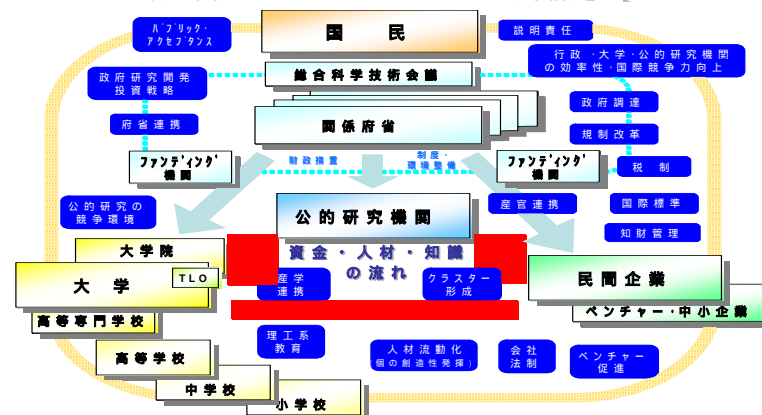 パブリック・
アクセプタンス
国 民
説明責任
行政・大学・公的研究機関
の効率性・国際競争力向上
総合科学技術会議
政府研究開発
投資戦略
政府調達
府省連携
関係府省
規制改革
ファンディング
機関
財政措置
制度・
環境整備
ファンディング
機関
税 制
公的研究の
競争環境
公的研究機関
産官連携
国際標準
知財管理
大学院
資金・人材・知識
の流れ
大 学
TLO
産学
連携
クラスター
形成
民間企業
ベンチャー・中小企業
高等専門学校
理工系
教育
人材流動化
(個の創造性発揮)
会社
法制
ベンチャー
促進
高等学校
中学校
小学校